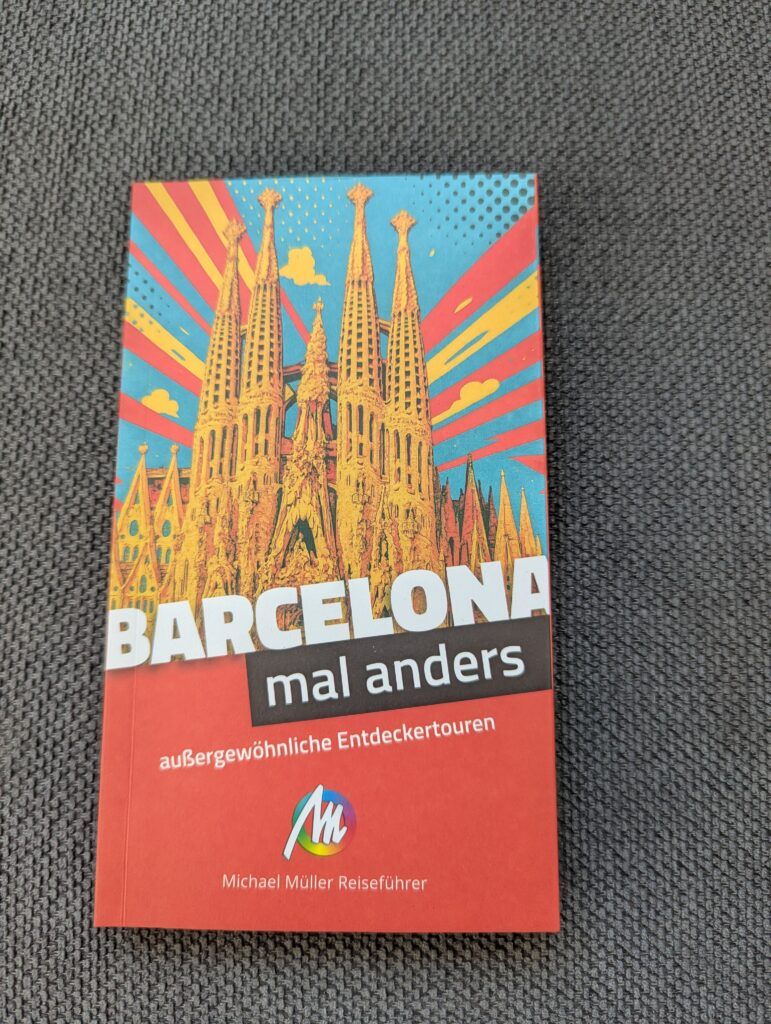 BARCELONA
mal anders
außergewöhnliche Entdeckertouren
Michael Müller Reiseführer